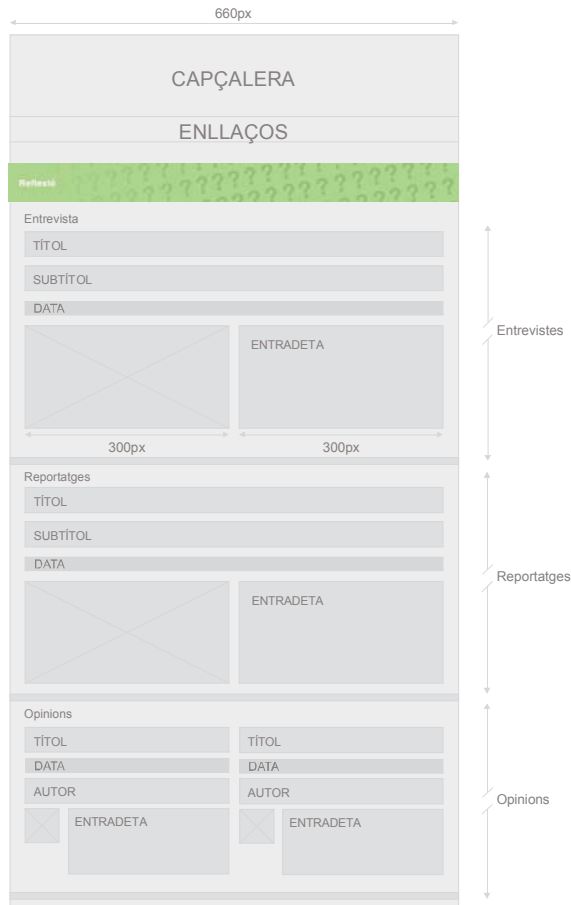 660px
CAPÇALERA
ENLLAÇOS
Reflexió
Entrevista
TÍTOL
SUBTÍTOL
DATA
ENTRADETA
300px 300px
Entrevistes
Reportatges
TÍTOL
SUBTÍTOL
DATA
ENTRADETA
Reportatges
Opinions
TÍTOL TÍTOL
DATA DATA
AUTOR AUTOR
ENTRADETA ENTRADETA
Opinions